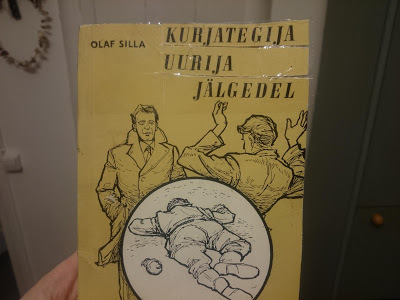 OLAF SILLA
KURJATEGIJA
UURIJA
JÄLGEDEL